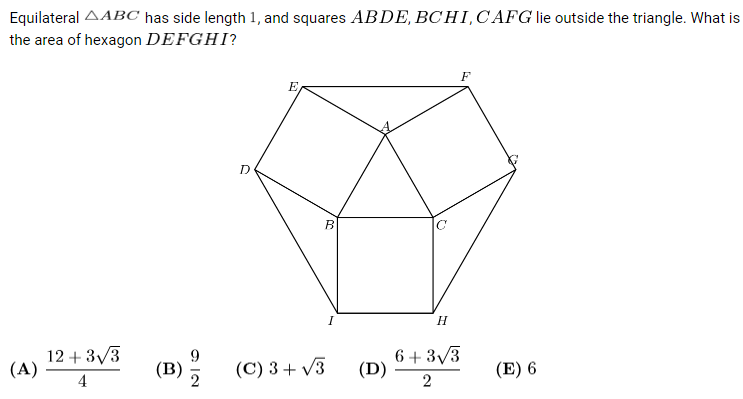 Equilateral △ABC has side length 1, and squares ABDE, BCHI, CAFG lie outside the triangle. What is
the area of hexagon DEFGHI?
E F
A
D G
B C
I H
(A) (12 + 3√3)/4 (B) 9/2 (C) 3 + √3 (D) (6 + 3√3)/2 (E) 6